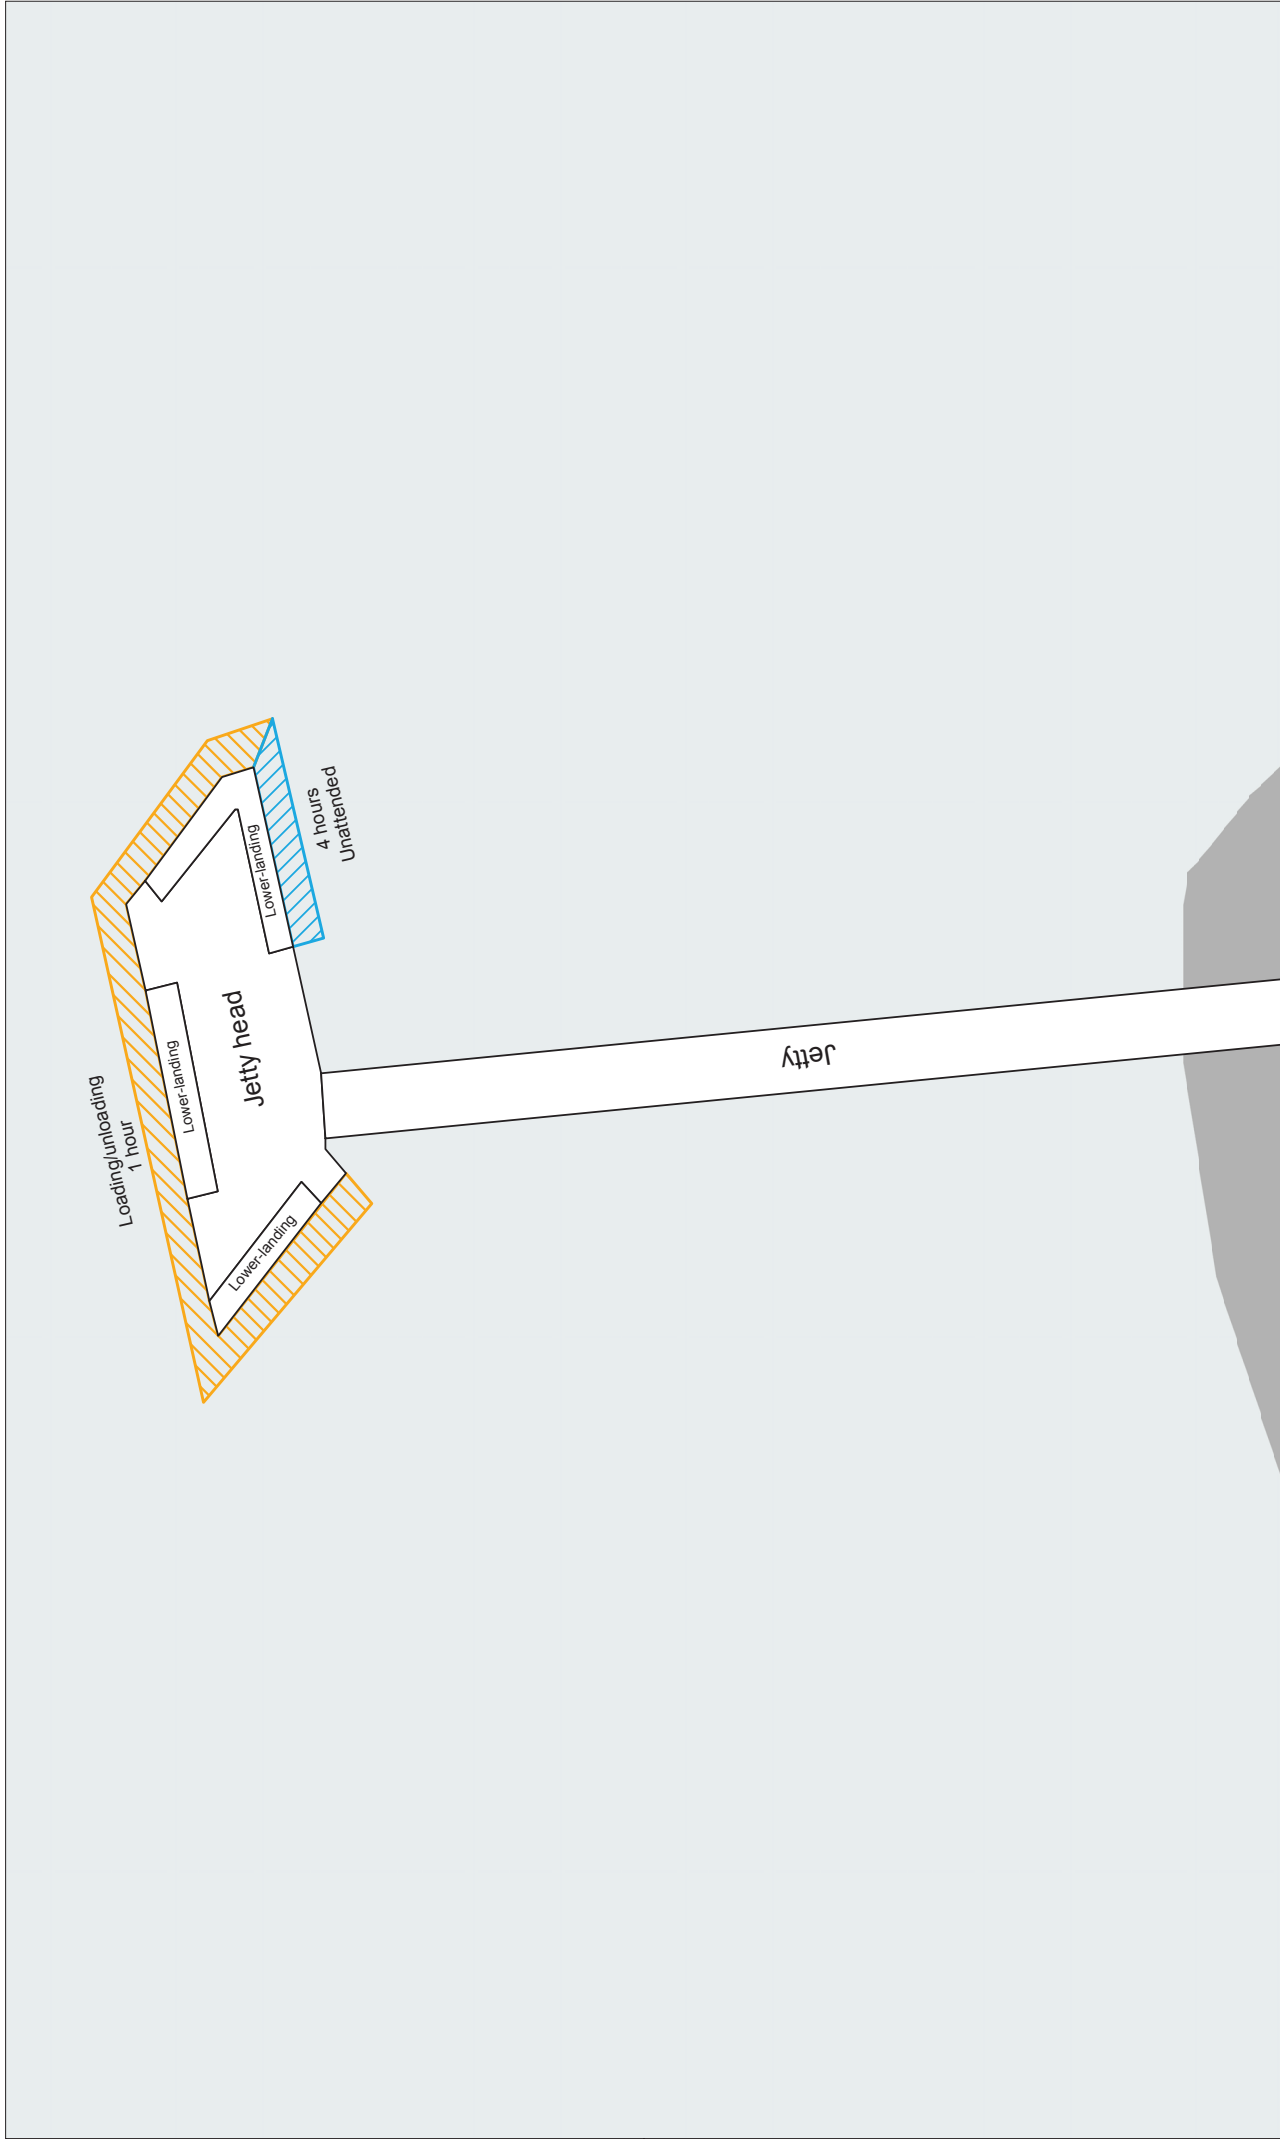 Loading/unloading
1 hour
Lower-landing
Jetty head
Lower-landing
Lower-landing
4 hours
Unattended
Jetty